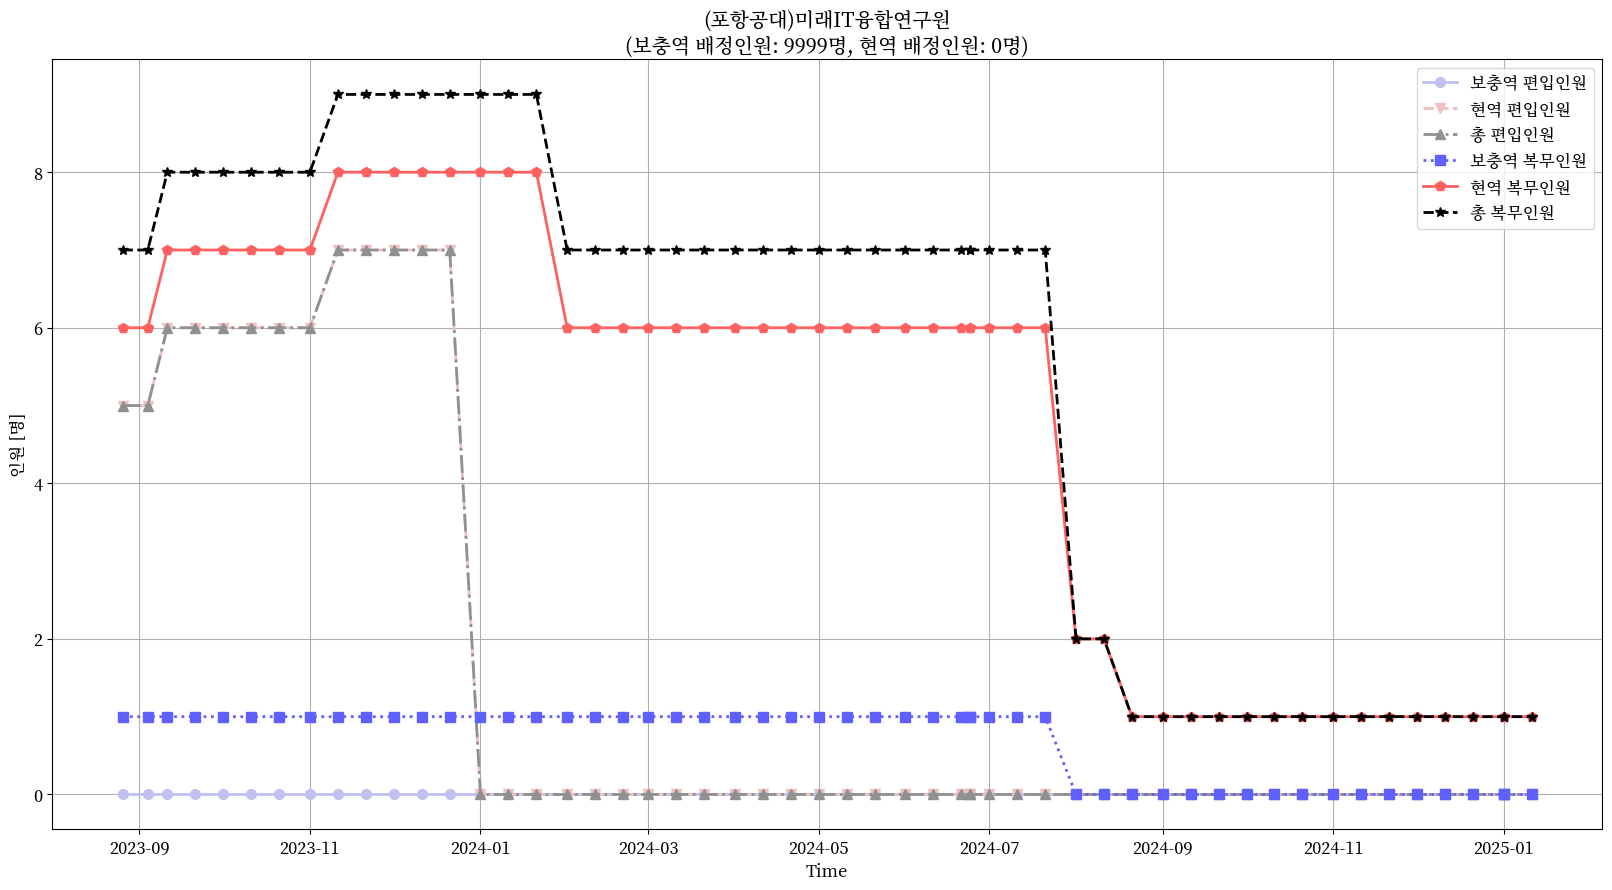 (포항공대)미래IT융합연구원
(보충역 배정인원: 9999명, 현역 배정인원: 0명)
보충역 편입인원
현역 편입인원
총 편입인원
보충역 복무인원
현역 복무인원
총 복무인원
인원 [명]
8
6
4
2
0
2023-09 2023-11 2024-01 2024-03 2024-05 2024-07 2024-09 2024-11 2025-01
Time